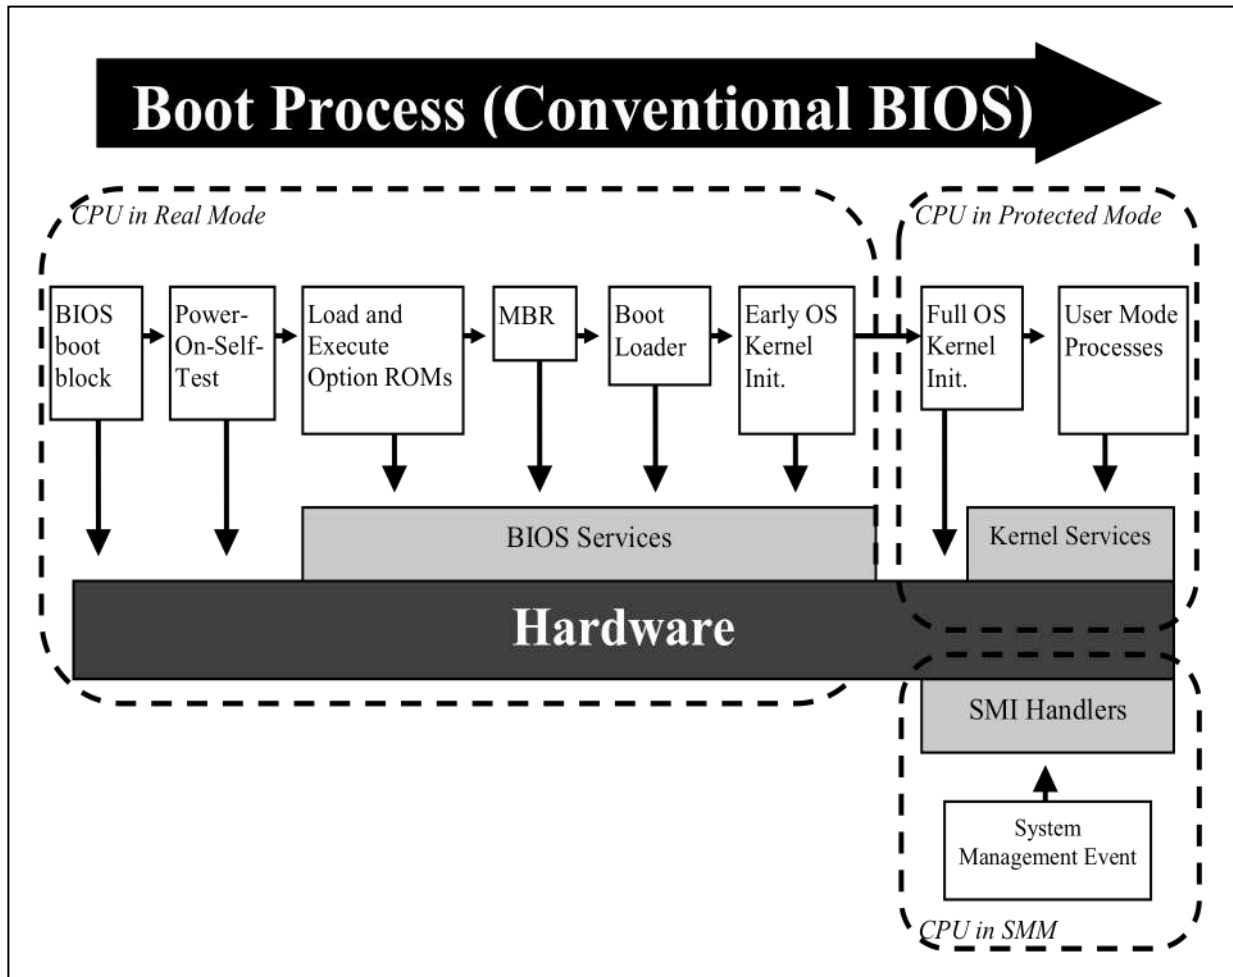 Boot Process (Conventional BIOS)
CPU in Real Mode
CPU in Protected Mode
BIOS
boot
block
Power-
On-Self-
Test
Load and
Execute
Option ROMs
MBR
Boot
Loader
Early OS
Kernel
Init.
Full OS
Kernel
Init.
User Mode
Processes
BIOS Services
Kernel Services
Hardware
SMI Handlers
System
Management Event
CPU in SMM